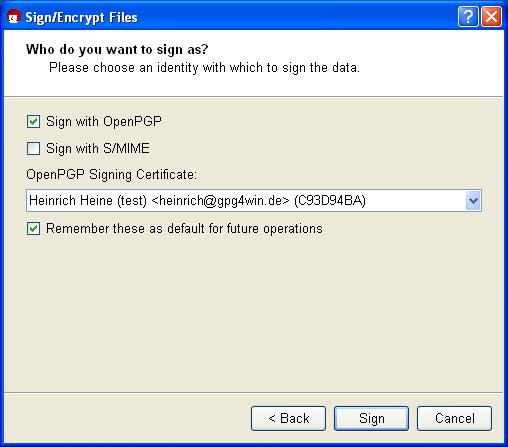 Sign/Encrypt Files
Who do you want to sign as?
Please choose an identity with which to sign the data.
Sign with OpenPGP
Sign with S/MIME
OpenPGP Signing Certificate:
Heinrich Heine (test) <heinrich@gpg4win.de> (C93D94BA)
Remember these as default for future operations
< Back
Sign
Cancel